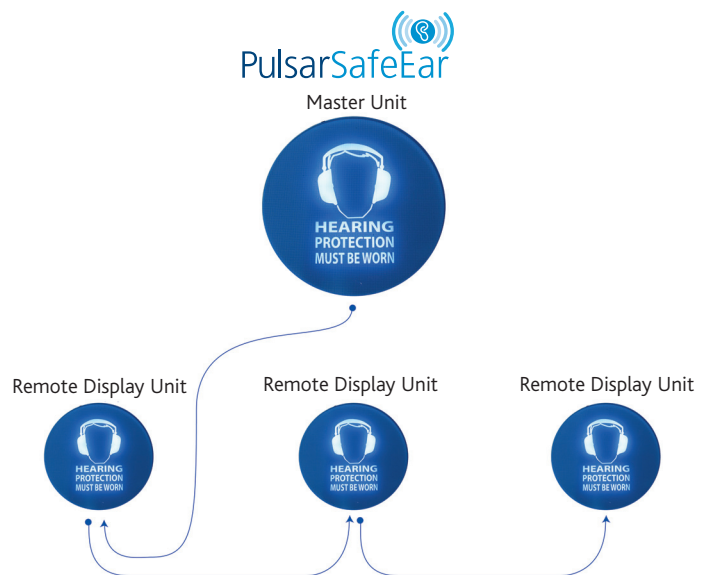 PulsarSafeEar
Master Unit
HEARING
PROTECTION
MUST BE WORN
Remote Display Unit
Remote Display Unit
Remote Display Unit
HEARING
PROTECTION
MUST BE WORN
HEARING
PROTECTION
MUST BE WORN
HEARING
PROTECTION
MUST BE WORN